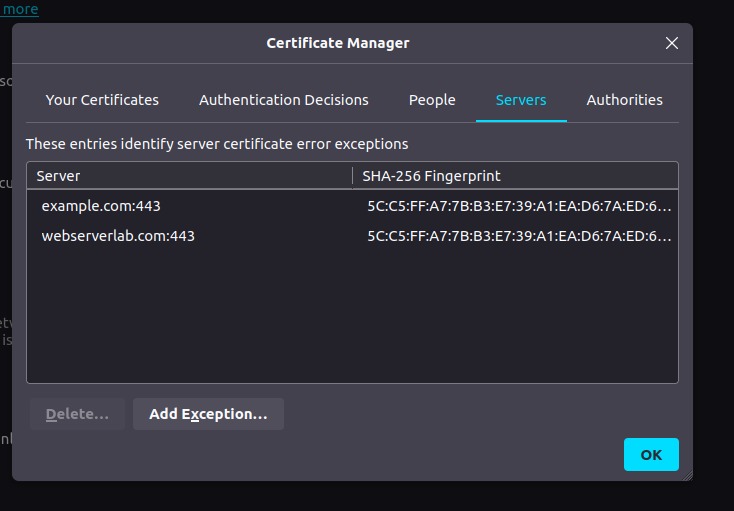 more
Certificate Manager
Your Certificates Authentication Decisions People Servers Authorities
These entries identify server certificate error exceptions
Server SHA-256 Fingerprint
example.com:443 5C:C5:FF:A7:7B:B3:E7:39:A1:EA:D6:7A:ED:6...
webserverlab.com:443 5C:C5:FF:A7:7B:B3:E7:39:A1:EA:D6:7A:ED:6...
is
Delete... Add Exception...
OK